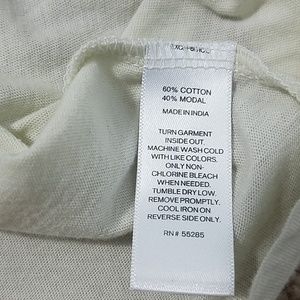 60% COTTON
40% MODAL
MADE IN INDIA
TURN GARMENT
INSIDE OUT.
MACHINE WASH COLD
WITH LIKE COLORS.
ONLY NON-
CHLORINE BLEACH
WHEN NEEDED.
TUMBLE DRY LOW.
REMOVE PROMPTLY.
COOL IRON ON
REVERSE SIDE ONLY.
RN# 55285